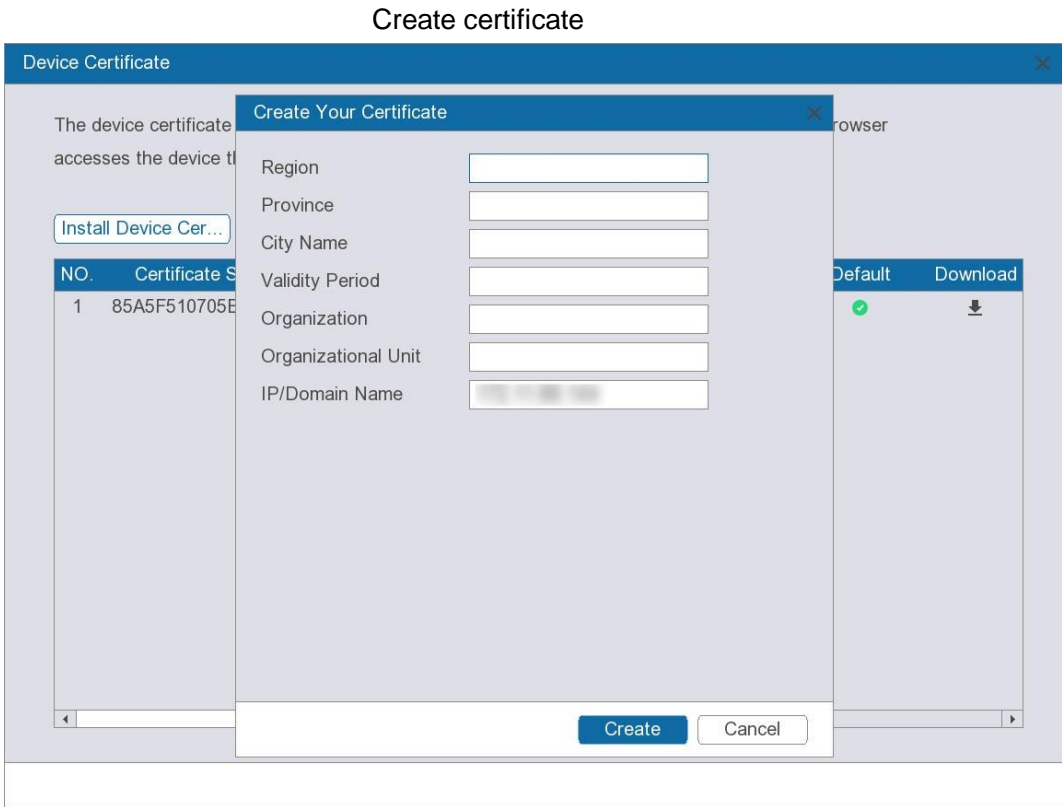 Create certificate
Device Certificate
Create Your Certificate
The device certificate
rowser
accesses the device tl
Region
Province
Install Device Cer...
City Name
NO. Certificate S Default Download
Validity Period
1 85A5F510705E
Organization
Organizational Unit
IP/Domain Name
Create Cancel